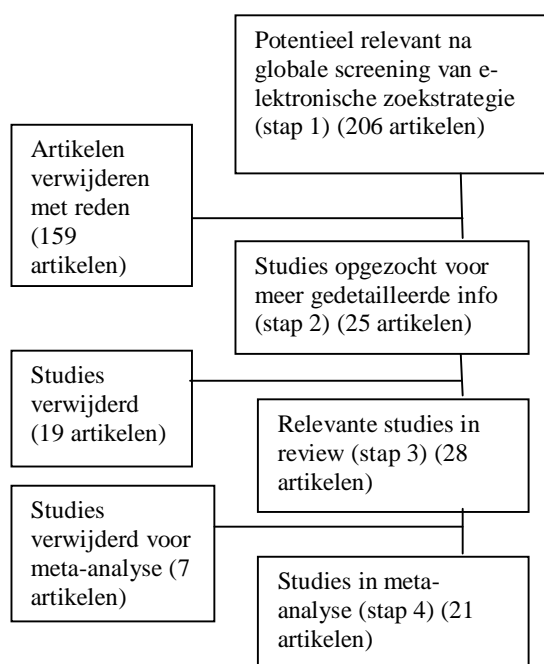 Potentieel relevant na
globale screening van e-
lektronische zoekstrategie
(stap 1) (206 artikelen)
Artikelen
verwijderen
met reden
(159
artikelen)
Studies opgezocht voor
meer gedetailleerde info
(stap 2) (25 artikelen)
Studies
verwijderd
(19 artikelen)
Relevante studies in
review (stap 3) (28
artikelen)
Studies
verwijderd voor
meta-analyse (7
artikelen)
Studies in meta-
analyse (stap 4) (21
artikelen)